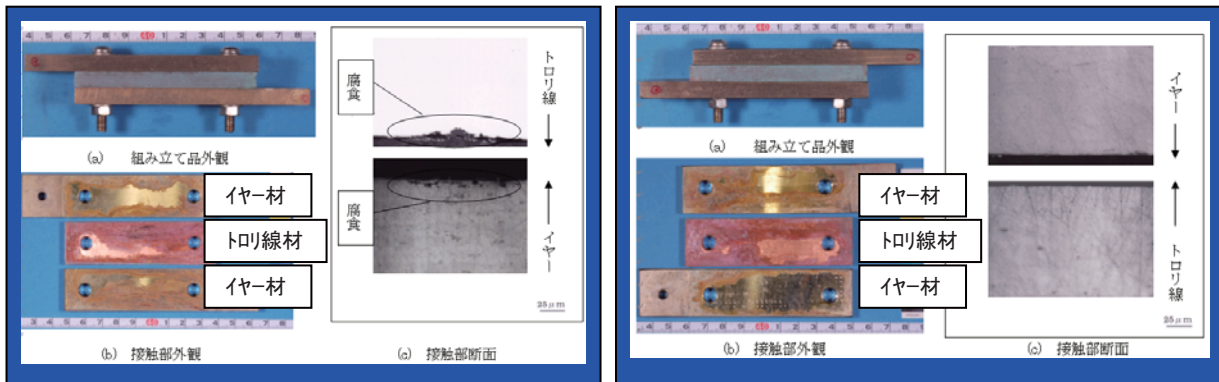 腐食
トロリ線
腐食
イヤー
25μm
(a) 組み立て品外観
イヤー材
トロリ線材
イヤー材
(b) 接触部外観
(c) 接触部断面
イヤー
トロリ線
25μm
(a) 組み立て品外観
イヤー材
トロリ線材
イヤー材
(b) 接触部外観
(c) 接触部断面